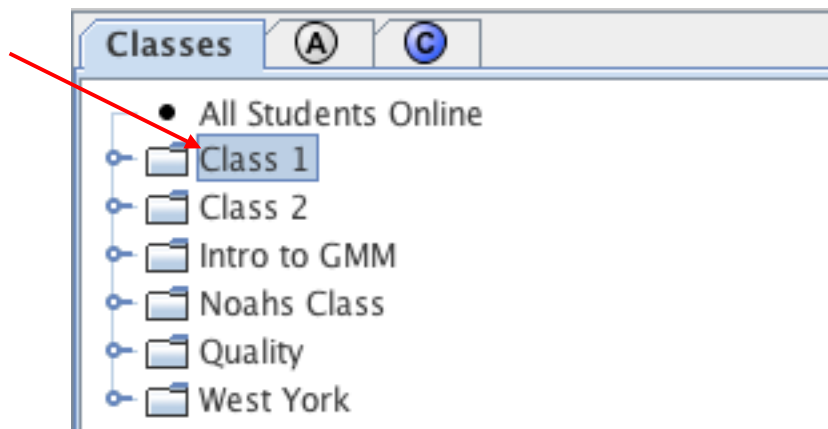 Classes A C
All Students Online
Class 1
Class 2
Intro to GMM
Noahs Class
Quality
West York